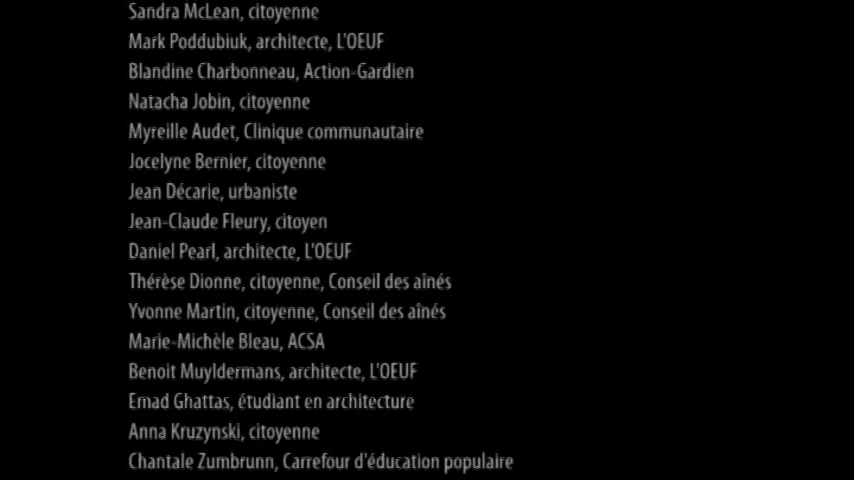 Sandra McLean, citoyenne
Mark Poddubiuk, architecte, L'OEUF
Blandine Charbonneau, Action-Gardien
Natacha Jobin, citoyenne
Myreille Audet, Clinique communautaire
Jocelyne Bernier, citoyenne
Jean Décarie, urbaniste
Jean-Claude Fleury, citoyen
Daniel Pearl, architecte, L'OEUF
Thérèse Dionne, citoyenne, Conseil des aînés
Yvonne Martin, citoyenne, Conseil des aînés
Marie-Michèle Bleau, ACSA
Benoit Muyldermans, architecte, L'OEUF
Emad Ghattas, étudiant en architecture
Anna Kruzynski, citoyenne
Chantale Zumbrunn, Carrefour d'éducation populaire